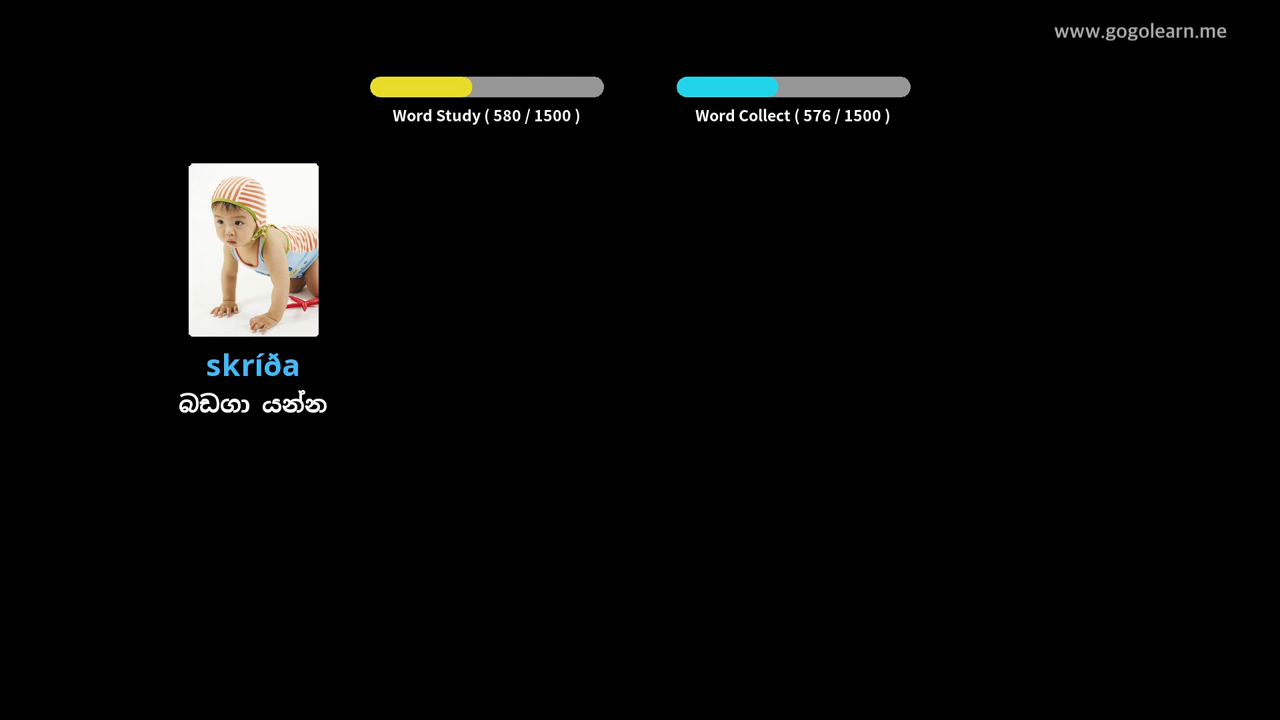 www.gogolearn.me
Word Study ( 580 / 1500 )
Word Collect ( 576 / 1500 )
skríða
බඩගා යන්න